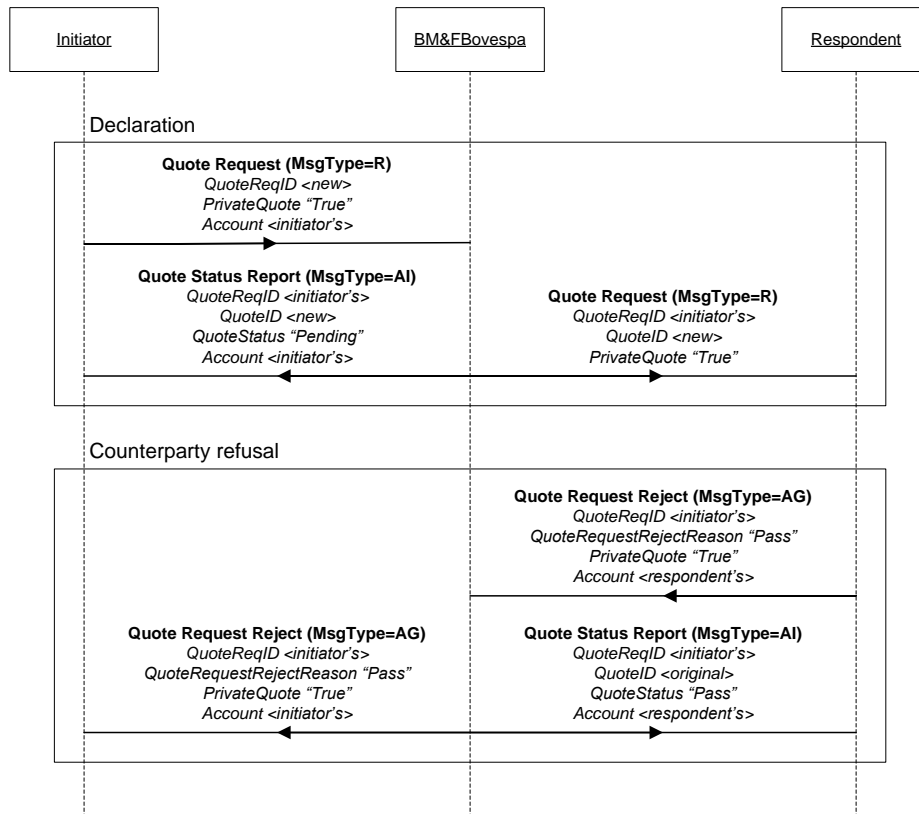 Initiator
BM&FBovespa
Respondent
Declaration
Quote Request (MsgType=R)
QuoteReqID <new>
PrivateQuote “True”
Account <initiator’s>
Quote Status Report (MsgType=AI)
QuoteReqID <initiator’s>
QuoteID <new>
QuoteStatus “Pending”
Account <initiator’s>
Quote Request (MsgType=R)
QuoteReqID <initiator’s>
QuoteID <new>
PrivateQuote “True”
Counterparty refusal
Quote Request Reject (MsgType=AG)
QuoteReqID <initiator’s>
QuoteRequestRejectReason “Pass”
PrivateQuote “True”
Account <respondent’s>
Quote Request Reject (MsgType=AG)
QuoteReqID <initiator’s>
QuoteRequestRejectReason “Pass”
PrivateQuote “True”
Account <initiator’s>
Quote Status Report (MsgType=AI)
QuoteReqID <initiator’s>
QuoteID <original>
QuoteStatus “Pass”
Account <respondent’s>